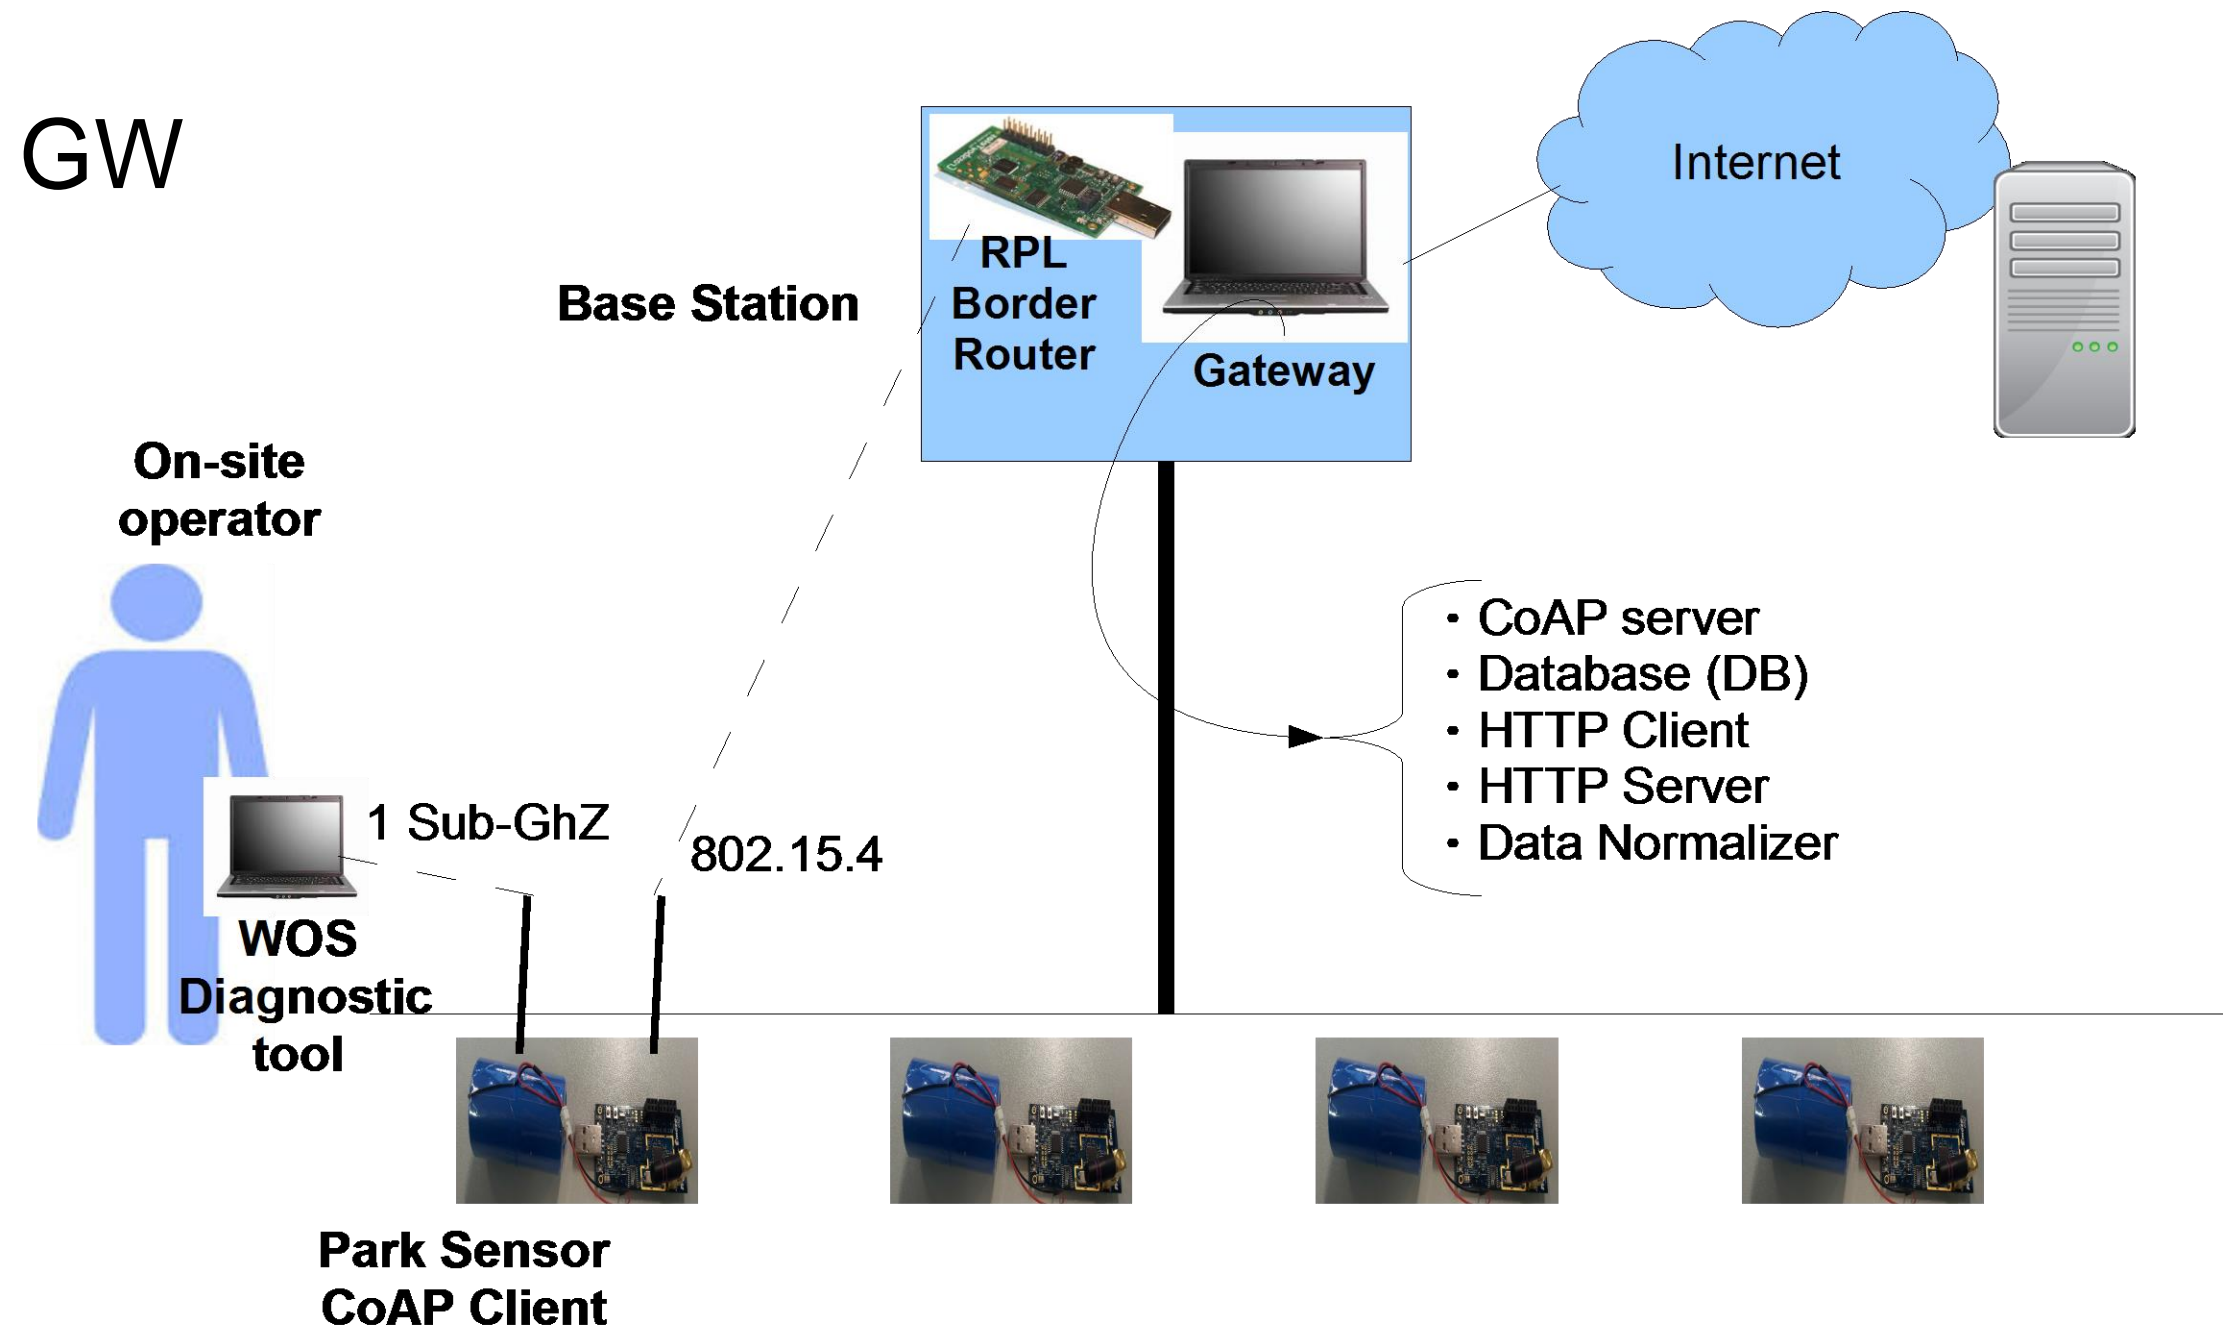 GW
Internet
RPL
Border
Router
Base Station
Gateway
On-site
operator
• CoAP server
• Database (DB)
• HTTP Client
• HTTP Server
• Data Normalizer
1 Sub-GhZ
802.15.4
WOS
Diagnostic
tool
Park Sensor
CoAP Client